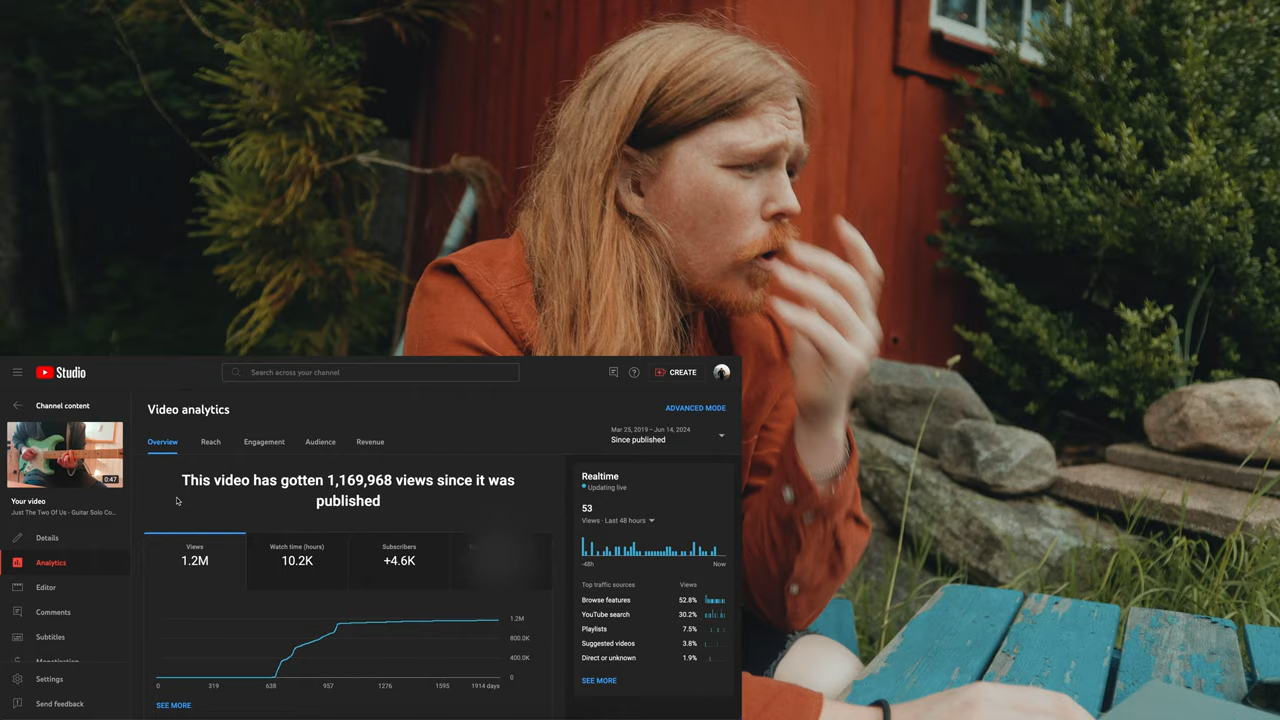 Studio
Search across your channel
CREATE
Channel content
0:47
Your video
Just The Two Of Us - Guitar Solo Co...
Details
Analytics
Editor
Comments
Subtitles
Settings
Send feedback
Video analytics
ADVANCED MODE
Overview
Reach
Engagement
Audience
Revenue
Mar 25, 2019 – Jun 14, 2024
Since published
This video has gotten 1,169,968 views since it was
published
Views
1.2M
Watch time (hours)
10.2K
Subscribers
+4.6K
1.2M
800.0K
400.0K
0
0
319
638
957
1276
1595
1914 days
SEE MORE
Realtime
Updating live
53
Views · Last 48 hours
-48h
Now
Top traffic sources
Views
Browse features
52.8%
YouTube search
30.2%
Playlists
7.5%
Suggested videos
3.8%
Direct or unknown
1.9%
SEE MORE